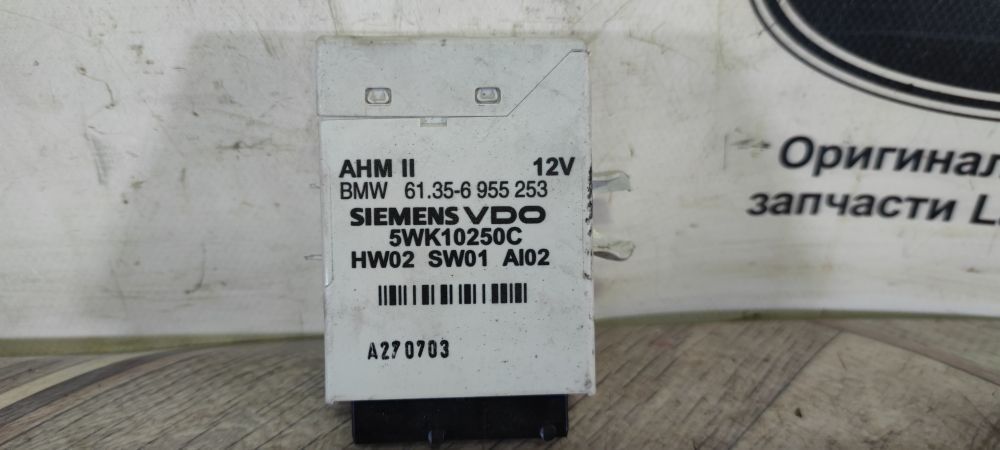 AHM II 12V
BMW 61.35-6 955 253
SIEMENS VDO
5WK10250C
HW02 SW01 AI02
A270703
Оригинал
запчасти L